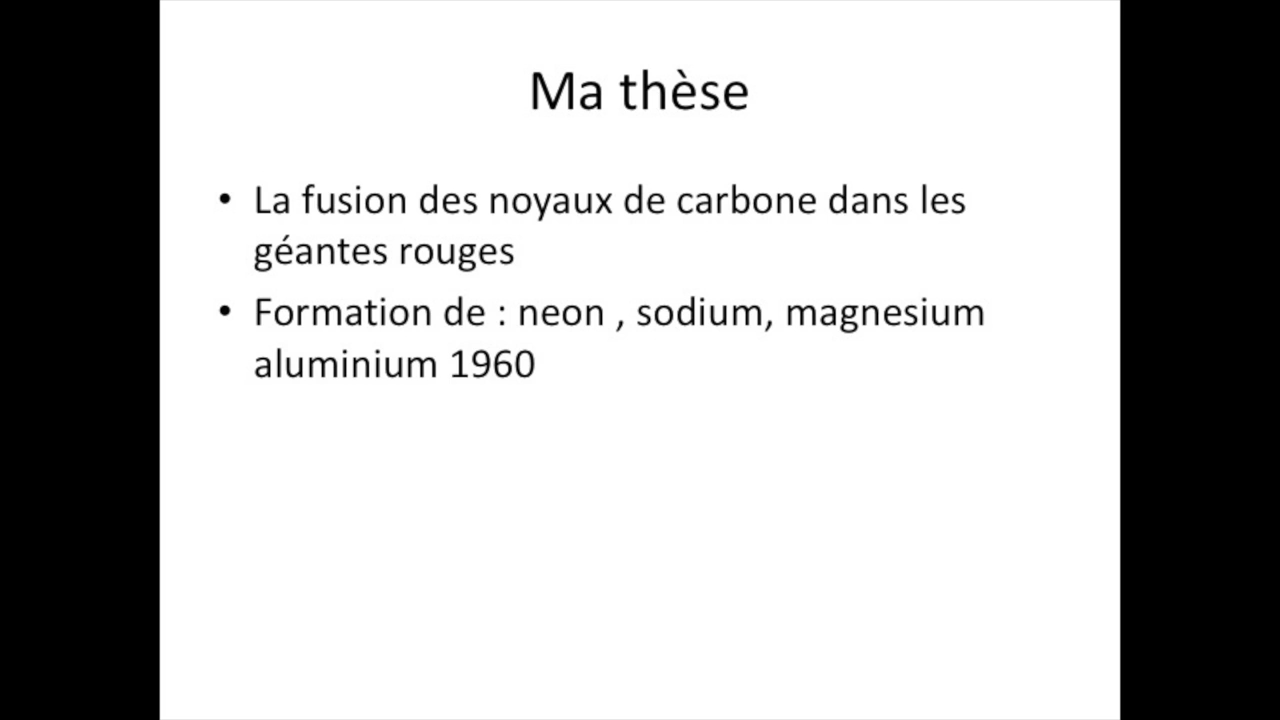 Ma thèse
• La fusion des noyaux de carbone dans les
géantes rouges
• Formation de : neon , sodium, magnesium
aluminium 1960